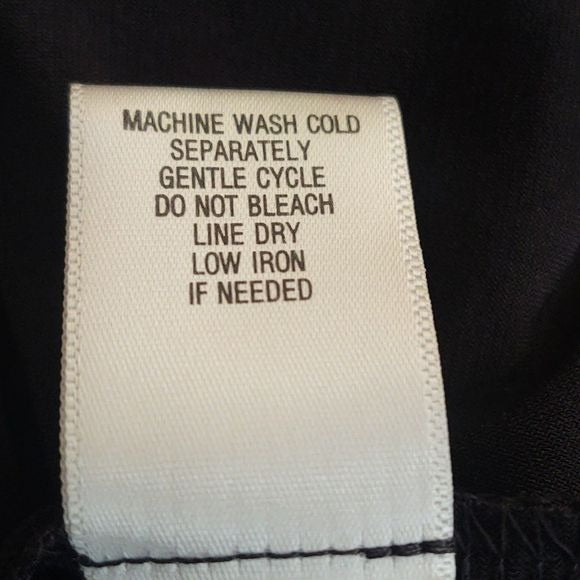 MACHINE WASH COLD
SEPARATELY
GENTLE CYCLE
DO NOT BLEACH
LINE DRY
LOW IRON
IF NEEDED